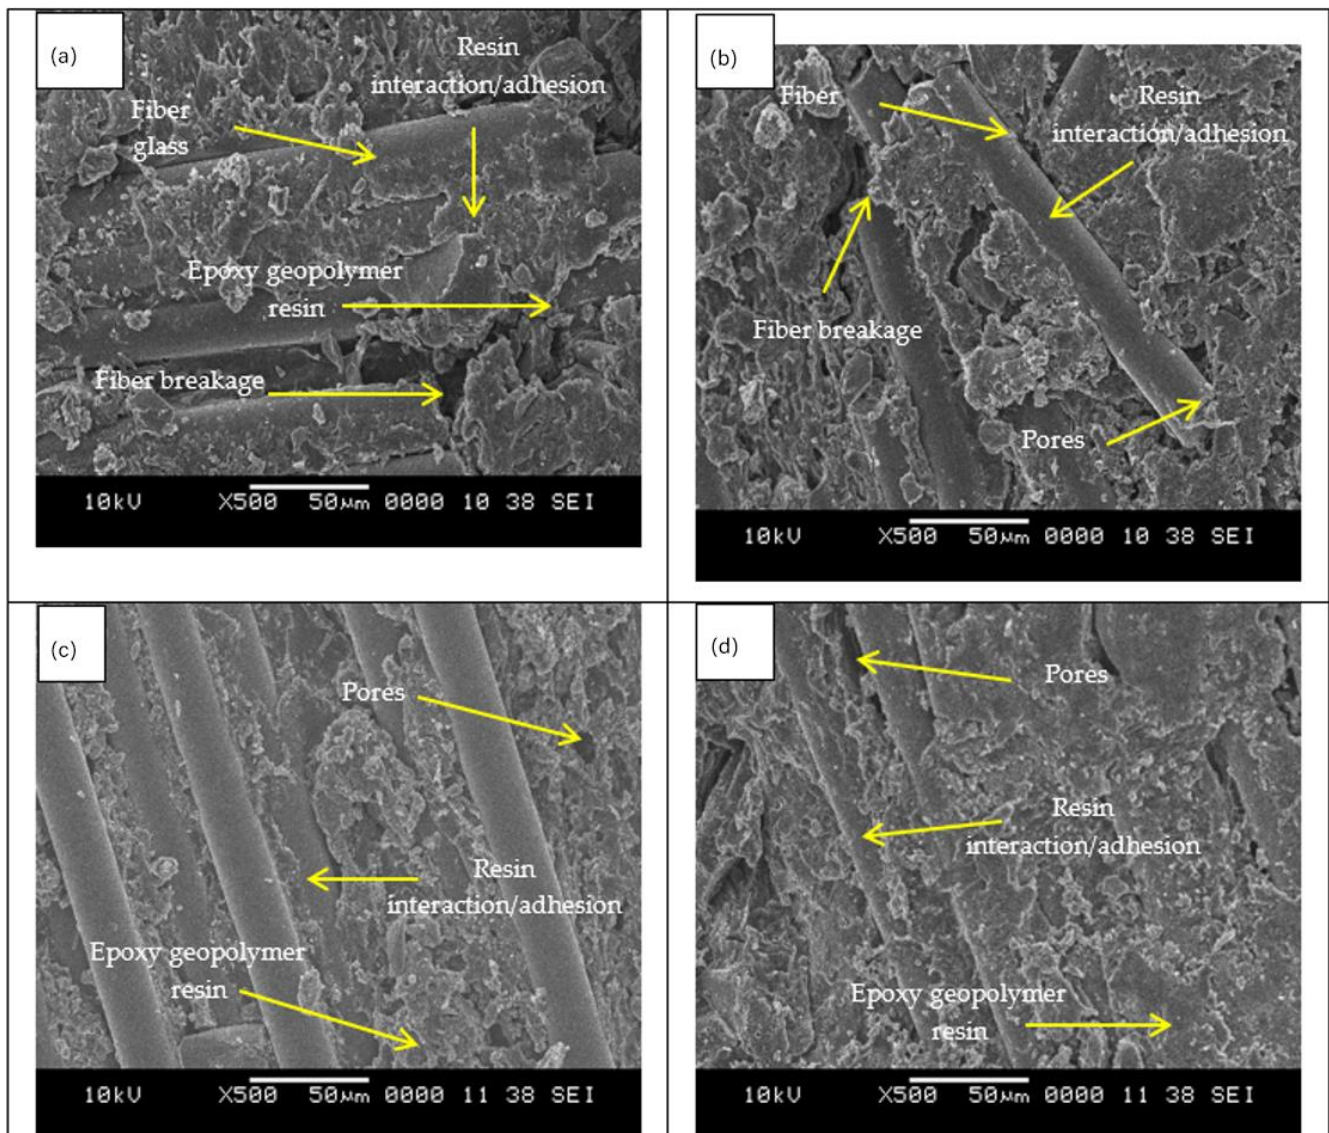 (a)
Resin
interaction/adhesion
Fiber
glass
Epoxy geopolymer
resin
Fiber breakage
10kV X500 50μm 0000 10 38 SEI
(b)
Fiber
Resin
interaction/adhesion
Fiber breakage
Pores
10kV X500 50μm 0000 10 38 SEI
(c)
Pores
Resin
interaction/adhesion
Epoxy geopolymer
resin
10kV X500 50μm 0000 11 38 SEI
(d)
Pores
Resin
interaction/adhesion
Epoxy geopolymer
resin
10kV X500 50μm 0000 11 38 SEI